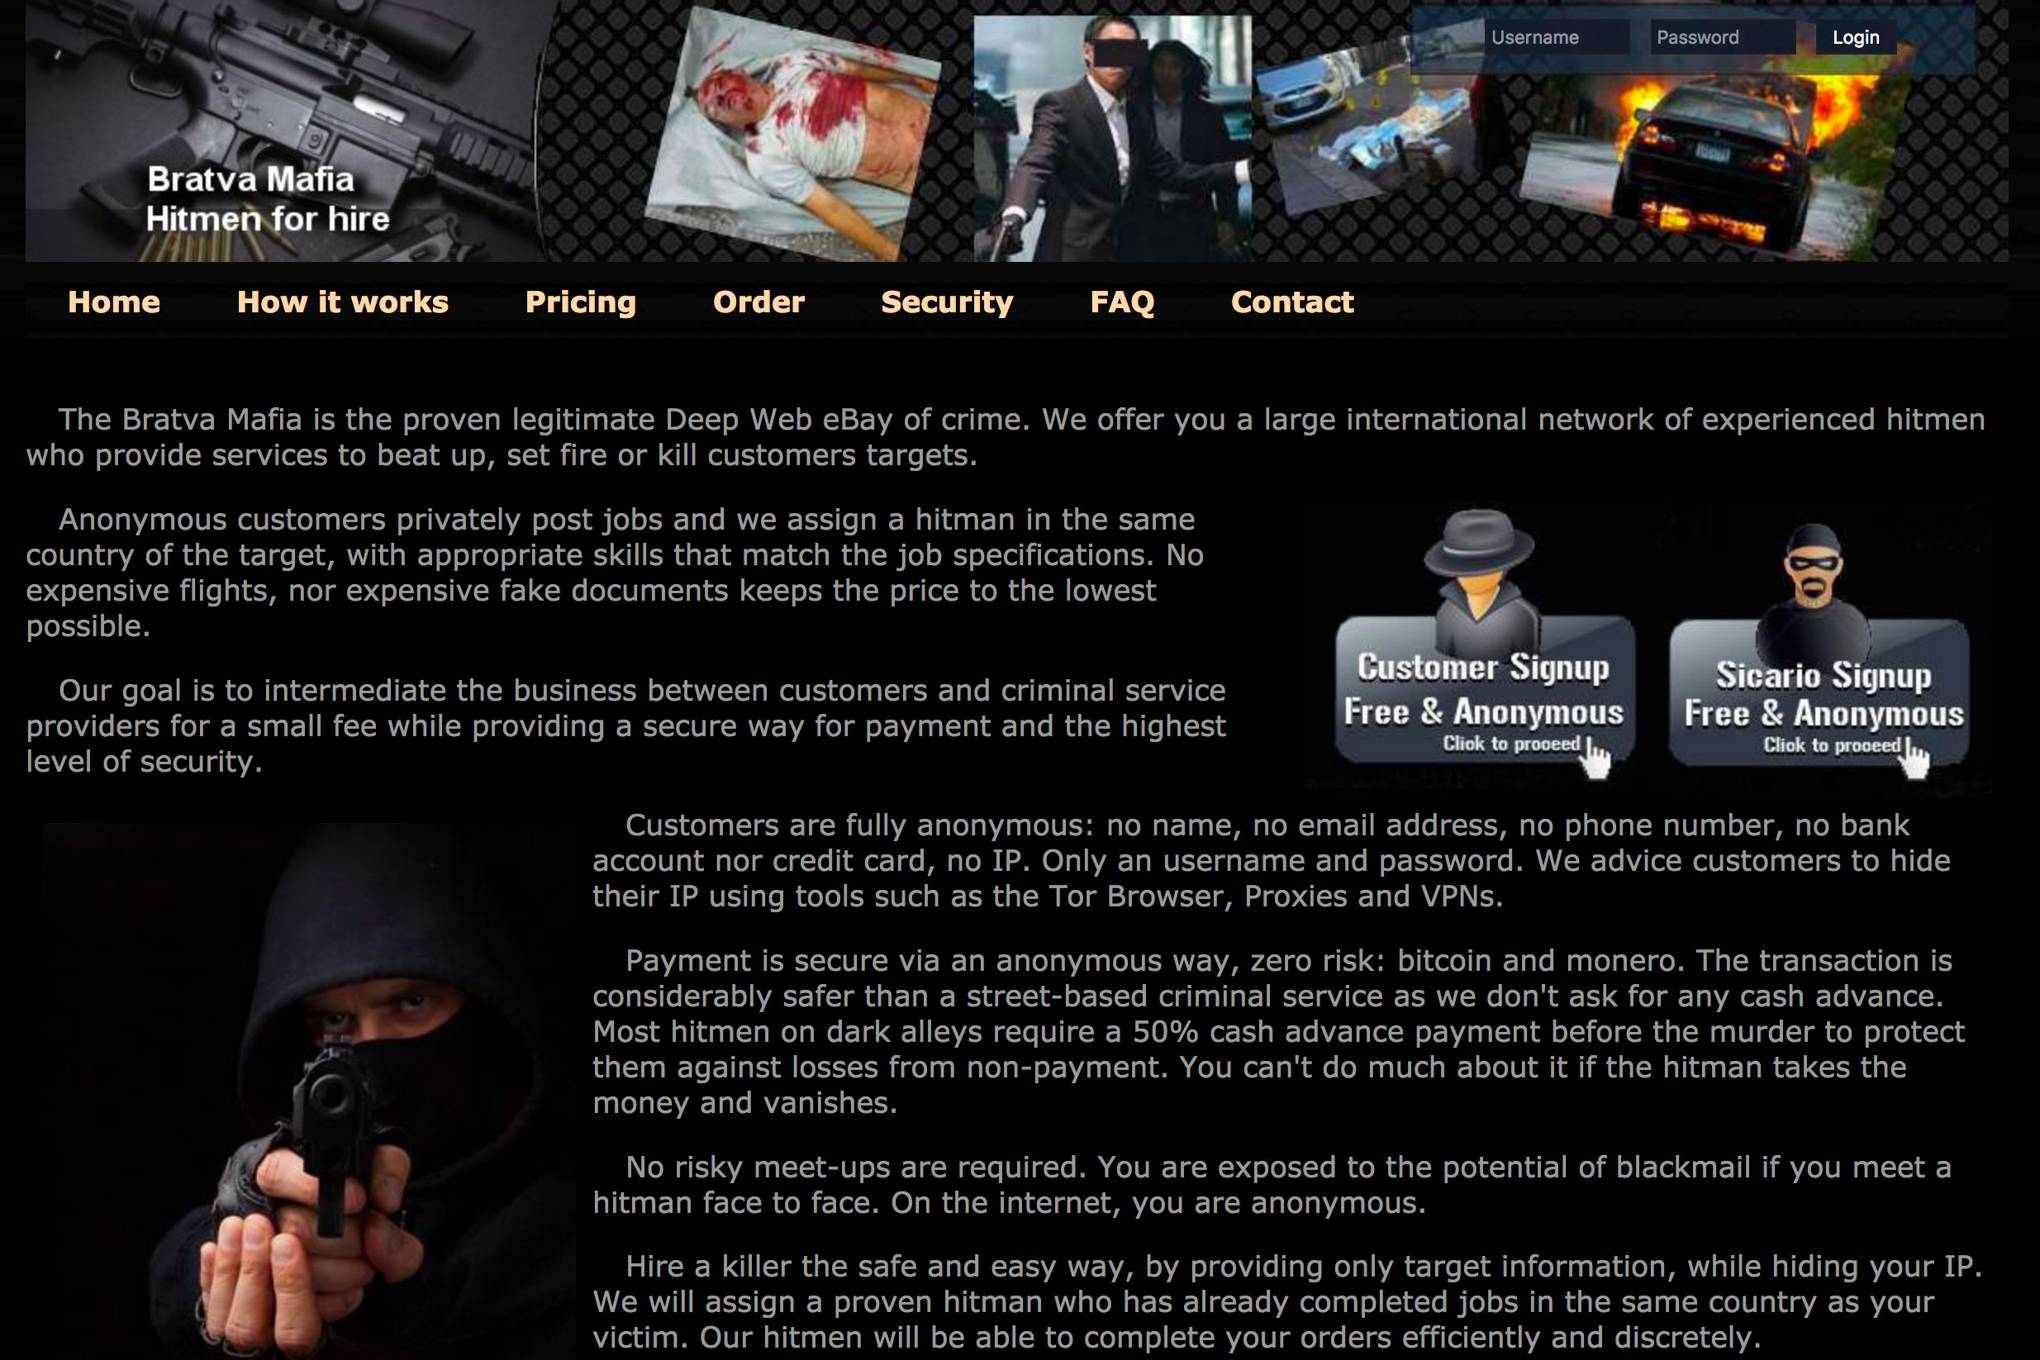 Username
Password
Login
Bratva Mafia
Hitmen for hire
Home How it works Pricing Order Security FAQ Contact
The Bratva Mafia is the proven legitimate Deep Web eBay of crime. We offer you a large international network of experienced hitmen
who provide services to beat up, set fire or kill customers targets.
Anonymous customers privately post jobs and we assign a hitman in the same
country of the target, with appropriate skills that match the job specifications. No
expensive flights, nor expensive fake documents keeps the price to the lowest
possible.
Our goal is to intermediate the business between customers and criminal service
providers for a small fee while providing a secure way for payment and the highest
level of security.
Customer Signup
Free & Anonymous
Click to proceed
Sicario Signup
Free & Anonymous
Click to proceed
Customers are fully anonymous: no name, no email address, no phone number, no bank
account nor credit card, no IP. Only an username and password. We advice customers to hide
their IP using tools such as the Tor Browser, Proxies and VPNs.
Payment is secure via an anonymous way, zero risk: bitcoin and monero. The transaction is
considerably safer than a street-based criminal service as we don't ask for any cash advance.
Most hitmen on dark alleys require a 50% cash advance payment before the murder to protect
them against losses from non-payment. You can't do much about it if the hitman takes the
money and vanishes.
No risky meet-ups are required. You are exposed to the potential of blackmail if you meet a
hitman face to face. On the internet, you are anonymous.
Hire a killer the safe and easy way, by providing only target information, while hiding your IP.
We will assign a proven hitman who has already completed jobs in the same country as your
victim. Our hitmen will be able to complete your orders efficiently and discretely.